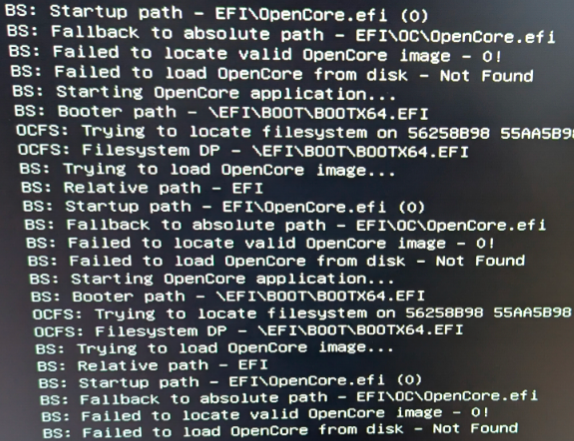 BS: Startup path - EFI\OpenCore.efi (0)
BS: Fallback to absolute path - EFI\OC\OpenCore.efi
BS: Failed to locate valid OpenCore image - 0!
BS: Failed to load OpenCore from disk - Not Found
BS: Starting OpenCore application...
BS: Booter path - \EFI\BOOT\BOOTX64.EFI
OCFS: Trying to locate filesystem on 56258B98 55AA5B98
OCFS: Filesystem DP - \EFI\BOOT\BOOTX64.EFI
BS: Trying to load OpenCore image...
BS: Relative path - EFI
BS: Startup path - EFI\OpenCore.efi (0)
BS: Fallback to absolute path - EFI\OC\OpenCore.efi
BS: Failed to locate valid OpenCore image - 0!
BS: Failed to load OpenCore from disk - Not Found
BS: Starting OpenCore application...
BS: Booter path - \EFI\BOOT\BOOTX64.EFI
OCFS: Trying to locate filesystem on 56258B98 55AA5B98
OCFS: Filesystem DP - \EFI\BOOT\BOOTX64.EFI
BS: Trying to load OpenCore image...
BS: Relative path - EFI
BS: Startup path - EFI\OpenCore.efi (0)
BS: Fallback to absolute path - EFI\OC\OpenCore.efi
BS: Failed to locate valid OpenCore image - 0!
BS: Failed to load OpenCore from disk - Not Found